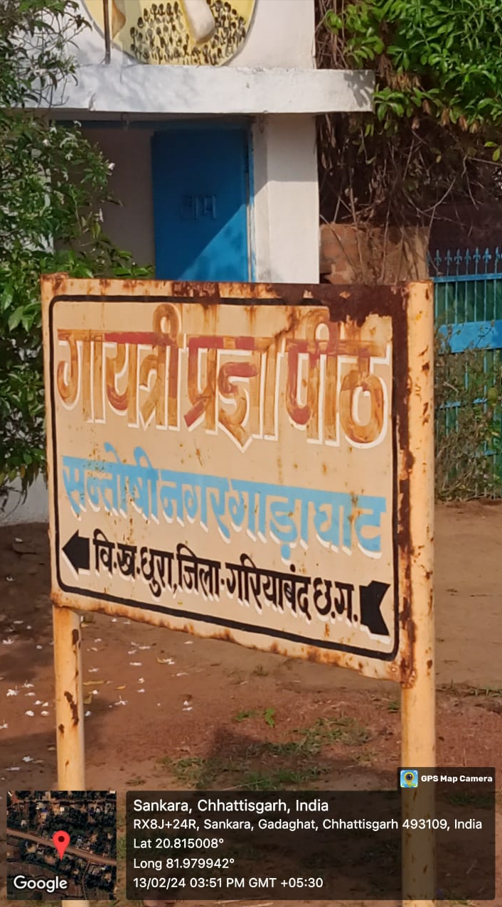 गायत्री प्रज्ञा पीठ
सन्तोषी नगर गाड़ाघाट
वि.ख.धुरा,जिला-गरियाबंद छ.ग.
GPS Map Camera
Google
Sankara, Chhattisgarh, India
RX8J+24R, Sankara, Gadaghat, Chhattisgarh 493109, India
Lat 20.815008°
Long 81.979942°
13/02/24 03:51 PM GMT +05:30